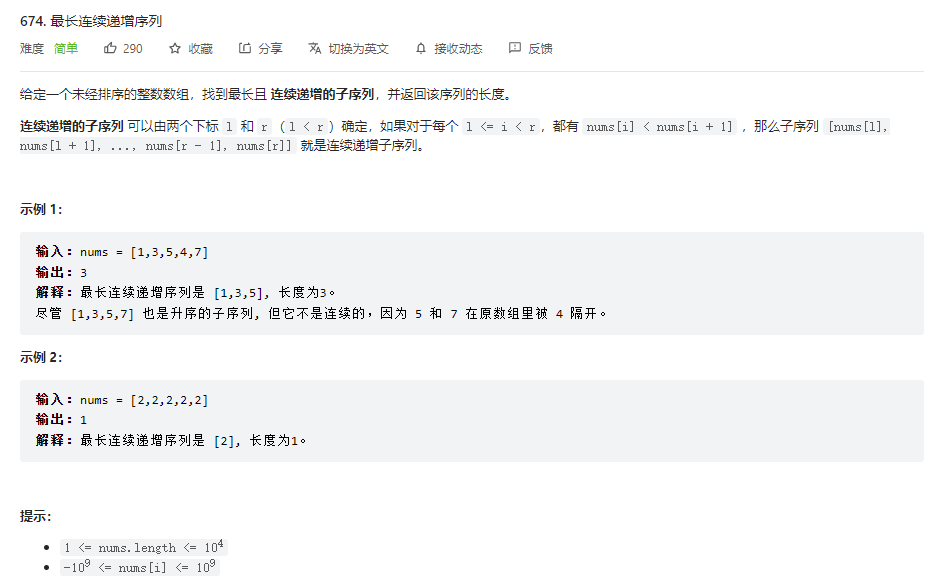 674. 最长连续递增序列
难度 简单 290 收藏 分享 切换为英文 接收动态 反馈
给定一个未经排序的整数数组，找到最长且 连续递增的子序列，并返回该序列的长度。
连续递增的子序列 可以由两个下标 l 和 r （l < r）确定，如果对于每个 l <= i < r，都有 nums[i] < nums[i + 1] ，那么子序列 [nums[l],
nums[l + 1], ..., nums[r - 1], nums[r]] 就是连续递增子序列。
示例 1：
输入：nums = [1,3,5,4,7]
输出：3
解释：最长连续递增序列是 [1,3,5], 长度为3。
尽管 [1,3,5,7] 也是升序的子序列, 但它不是连续的，因为 5 和 7 在原数组里被 4 隔开。
示例 2：
输入：nums = [2,2,2,2,2]
输出：1
解释：最长连续递增序列是 [2], 长度为1。
提示：
• 1 <= nums.length <= 10⁴
• -10⁹ <= nums[i] <= 10⁹